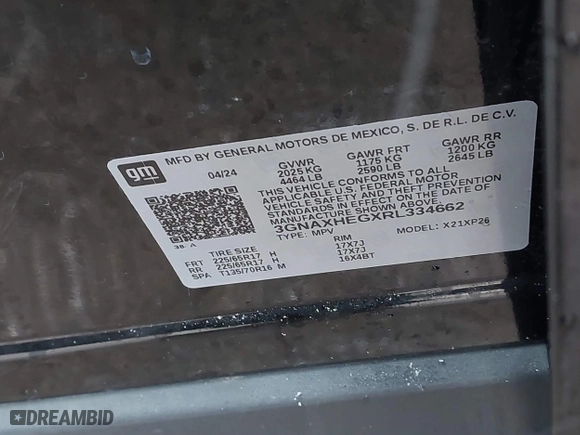 gm
MFD BY GENERAL MOTORS DE MEXICO, S. DE R.L. DE C.V.
04/24 GVWR GAWR FRT GAWR RR
2025 KG 1175 KG 1200 KG
4464 LB 2590 LB 2645 LB
THIS VEHICLE CONFORMS TO ALL
APPLICABLE U.S. FEDERAL MOTOR
VEHICLE SAFETY AND THEFT PREVENTION
STANDARDS IN EFFECT ON THE DATE OF
MANUFACTURE SHOWN ABOVE.
3GNAXHEGXRL334662
38 A TYPE: MPV MODEL: X21XP26
TIRE SIZE RIM
FRT 225/65R17 H 17X7J
RR 225/65R17 H 17X7J
SPA T135/70R16 M 16X4BT
DREAMBID